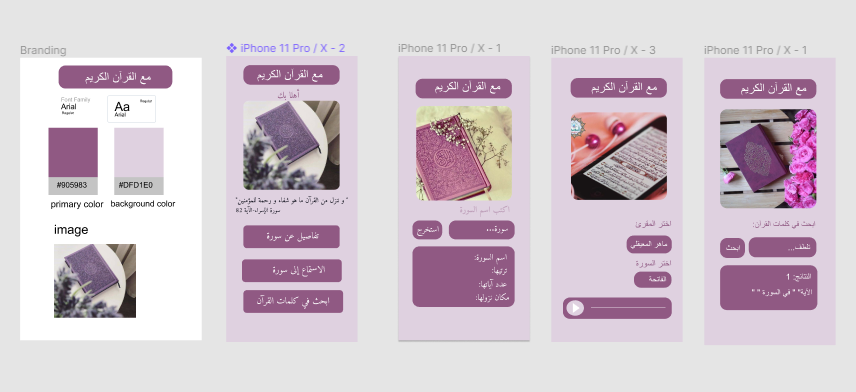 Branding
مع القرآن الكريم
Font Family
Arial
Regular
Aa
Arial
Regular
#905983
#DFD1E0
primary color
background color
image
iPhone 11 Pro / X - 2
مع القرآن الكريم
أهلا بك
"و ننزل من القرآن ما هو شفاء و رحمة للمؤمنين"
سورة الإسراء-الآية 82
تفاصيل عن سورة
الاستماع إلى سورة
ابحث في كلمات القرآن
iPhone 11 Pro / X - 1
مع القرآن الكريم
اكتب اسم السورة
سورة...
استخرج
اسم السورة:
ترتيبها:
عدد آياتها:
مكان نزولها:
iPhone 11 Pro / X - 3
مع القرآن الكريم
اختر المقرئ
ماهر المعيقلي
اختر السورة
الفاتحة
iPhone 11 Pro / X - 1
مع القرآن الكريم
ابحث في كلمات القرآن:
تلطف...
ابحث
النتائج: 1
الآية" " في السورة " "